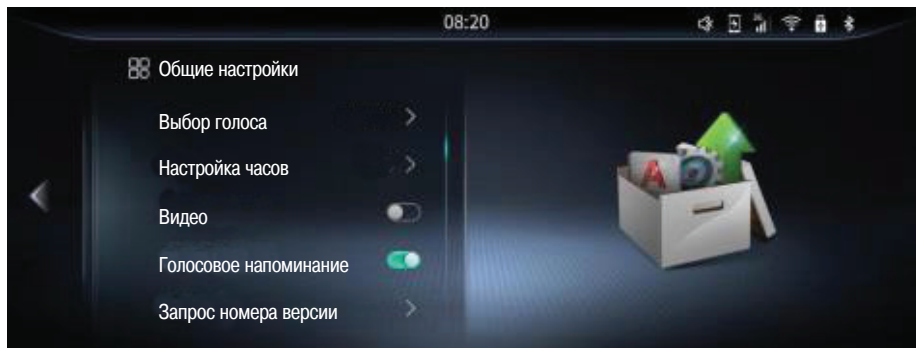 08:20
Общие настройки
Выбор голоса
Настройка часов
Видео
Голосовое напоминание
Запрос номера версии